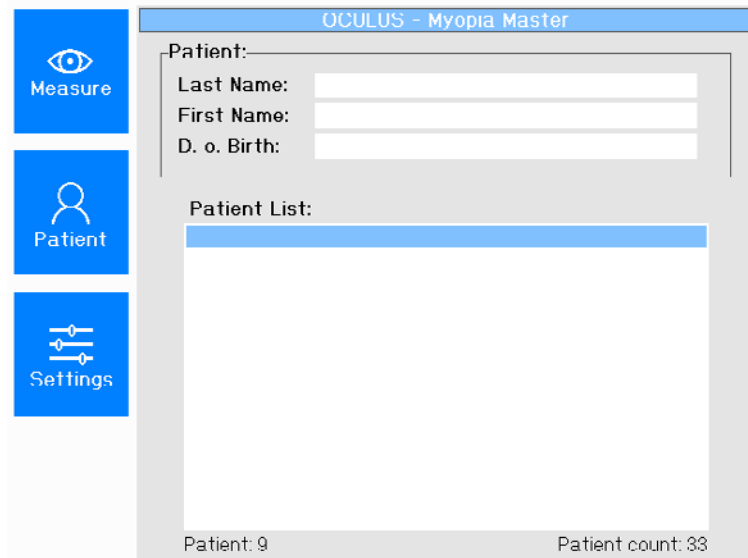 OCULUS - Myopia Master
Measure
Patient
Settings
Patient:
Last Name:
First Name:
D. o. Birth:
Patient List:
Patient: 9 Patient count: 33